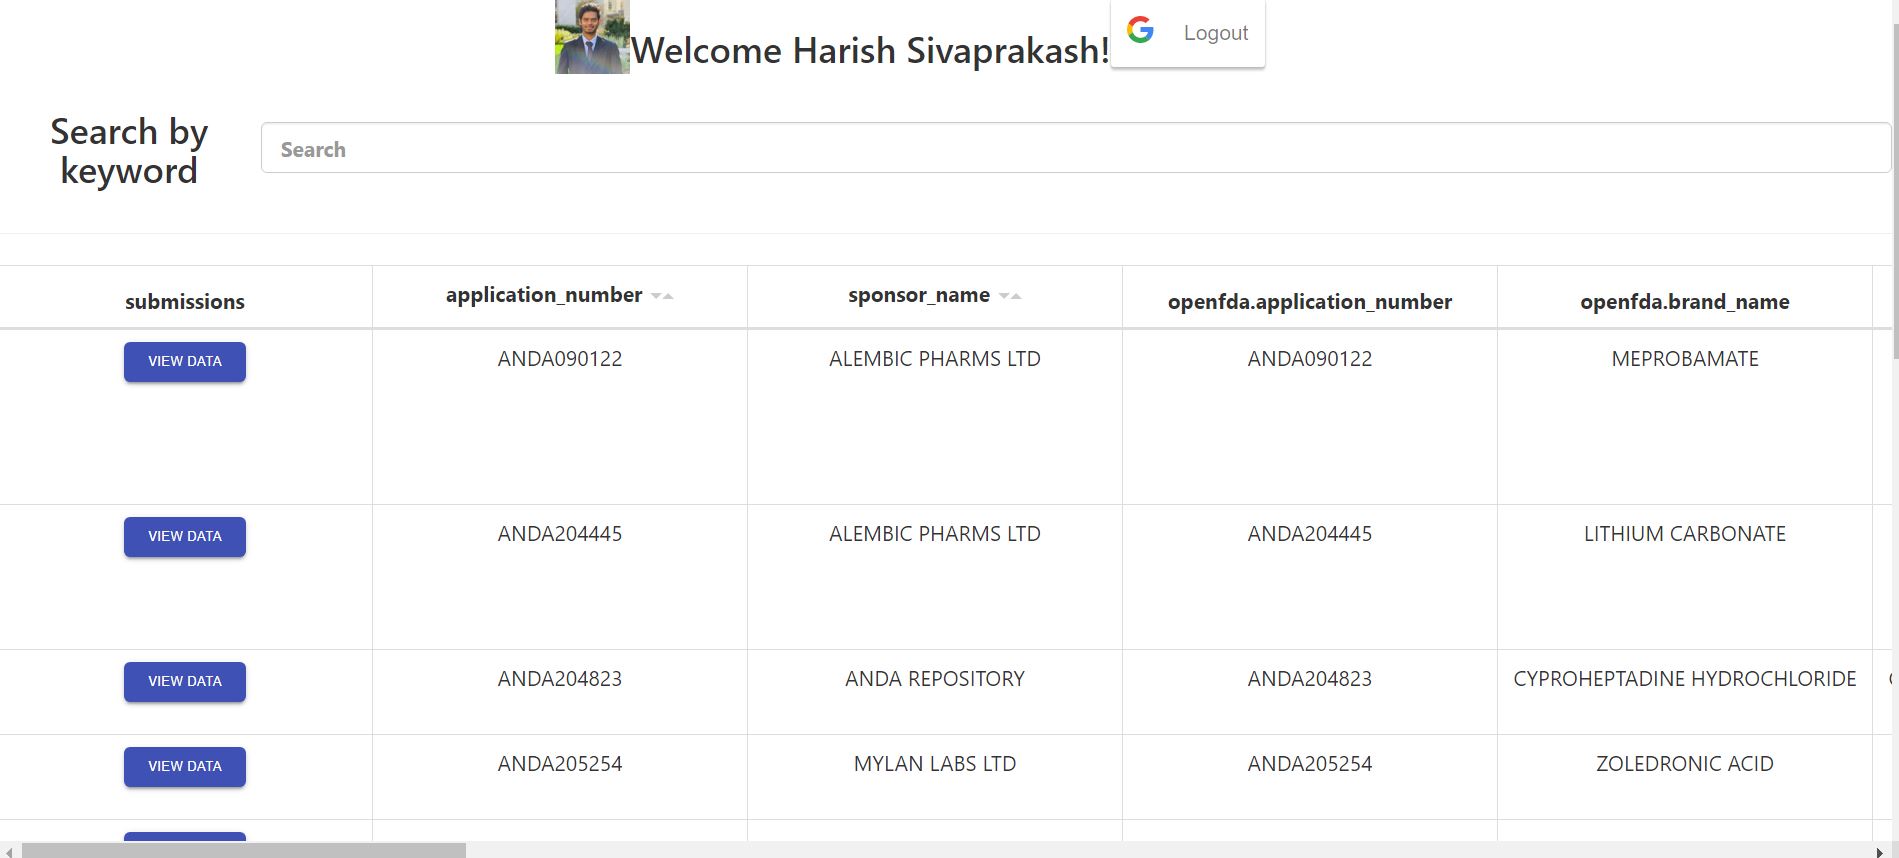 Welcome Harish Sivaprakash!
Logout
Search by
keyword
Search
submissions application_number sponsor_name openfda.application_number openfda.brand_name
VIEW DATA ANDA090122 ALEMBIC PHARMS LTD ANDA090122 MEPROBAMATE
VIEW DATA ANDA204445 ALEMBIC PHARMS LTD ANDA204445 LITHIUM CARBONATE
VIEW DATA ANDA204823 ANDA REPOSITORY ANDA204823 CYPROHEPTADINE HYDROCHLORIDE
VIEW DATA ANDA205254 MYLAN LABS LTD ANDA205254 ZOLEDRONIC ACID